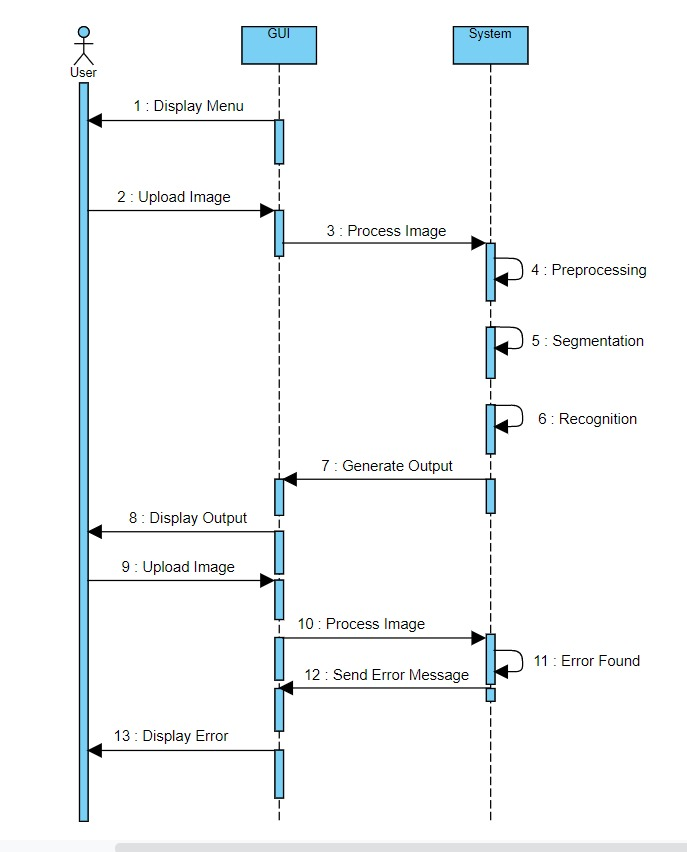 GUI
System
User
1 : Display Menu
2 : Upload Image
3 : Process Image
4 : Preprocessing
5 : Segmentation
6 : Recognition
7 : Generate Output
8 : Display Output
9 : Upload Image
10 : Process Image
11 : Error Found
12 : Send Error Message
13 : Display Error